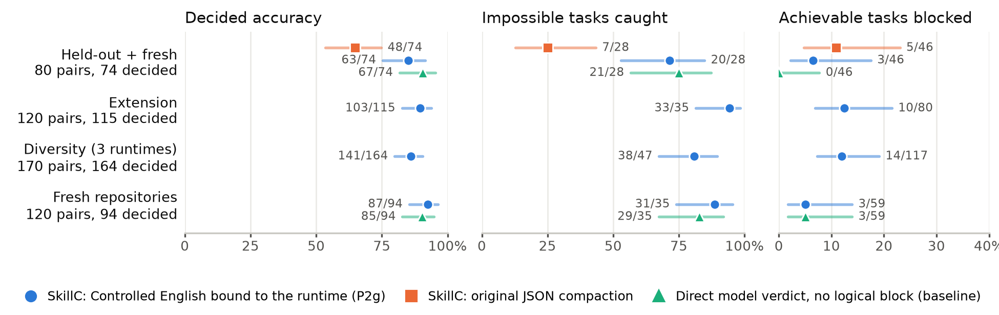 Decided accuracy
Impossible tasks caught
Achievable tasks blocked
Held-out + fresh
80 pairs, 74 decided
48/74
63/74
67/74
7/28
20/28
21/28
5/46
3/46
0/46
Extension
120 pairs, 115 decided
103/115
33/35
10/80
Diversity (3 runtimes)
170 pairs, 164 decided
141/164
38/47
14/117
Fresh repositories
120 pairs, 94 decided
87/94
85/94
31/35
29/35
3/59
3/59
0 25 50 75 100%
0 25 50 75 100%
0 10 20 30 40%
SkillC: Controlled English bound to the runtime (P2g)
SkillC: original JSON compaction
Direct model verdict, no logical block (baseline)